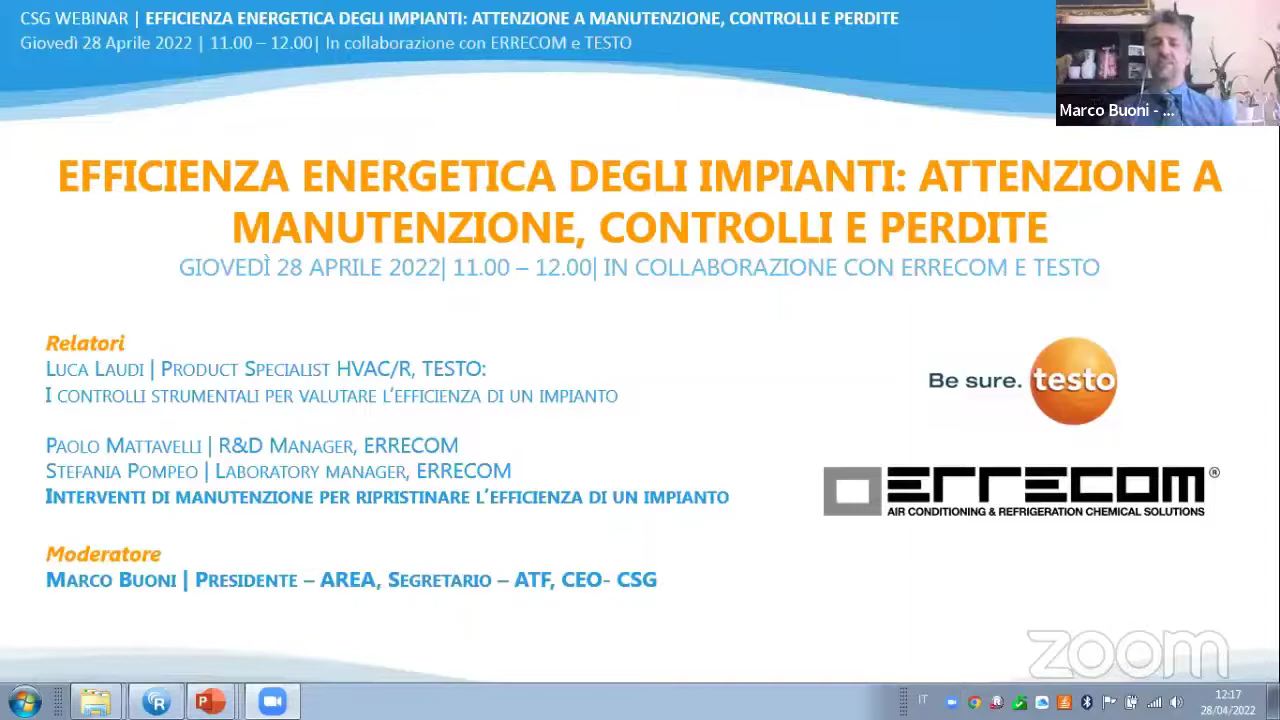 CSG WEBINAR | EFFICIENZA ENERGETICA DEGLI IMPIANTI: ATTENZIONE A MANUTENZIONE, CONTROLLI E PERDITE
Giovedì 28 Aprile 2022 | 11.00 – 12.00| In collaborazione con ERRECOM e TESTO
Marco Buoni - ...
EFFICIENZA ENERGETICA DEGLI IMPIANTI: ATTENZIONE A
MANUTENZIONE, CONTROLLI E PERDITE
GIOVEDÌ 28 APRILE 2022| 11.00 – 12.00| IN COLLABORAZIONE CON ERRECOM E TESTO
Relatori
LUCA LAUDI | PRODUCT SPECIALIST HVAC/R, TESTO:
I CONTROLLI STRUMENTALI PER VALUTARE L'EFFICIENZA DI UN IMPIANTO
Be sure. testo
PAOLO MATTAVELLI | R&D MANAGER, ERRECOM
STEFANIA POMPEO | LABORATORY MANAGER, ERRECOM
INTERVENTI DI MANUTENZIONE PER RIPRISTINARE L'EFFICIENZA DI UN IMPIANTO
ERRECOM®
AIR CONDITIONING & REFRIGERATION CHEMICAL SOLUTIONS
Moderatore
MARCO BUONI | PRESIDENTE – AREA, SEGRETARIO – ATF, CEO- CSG
zoom
IT
12:17
28/04/2022